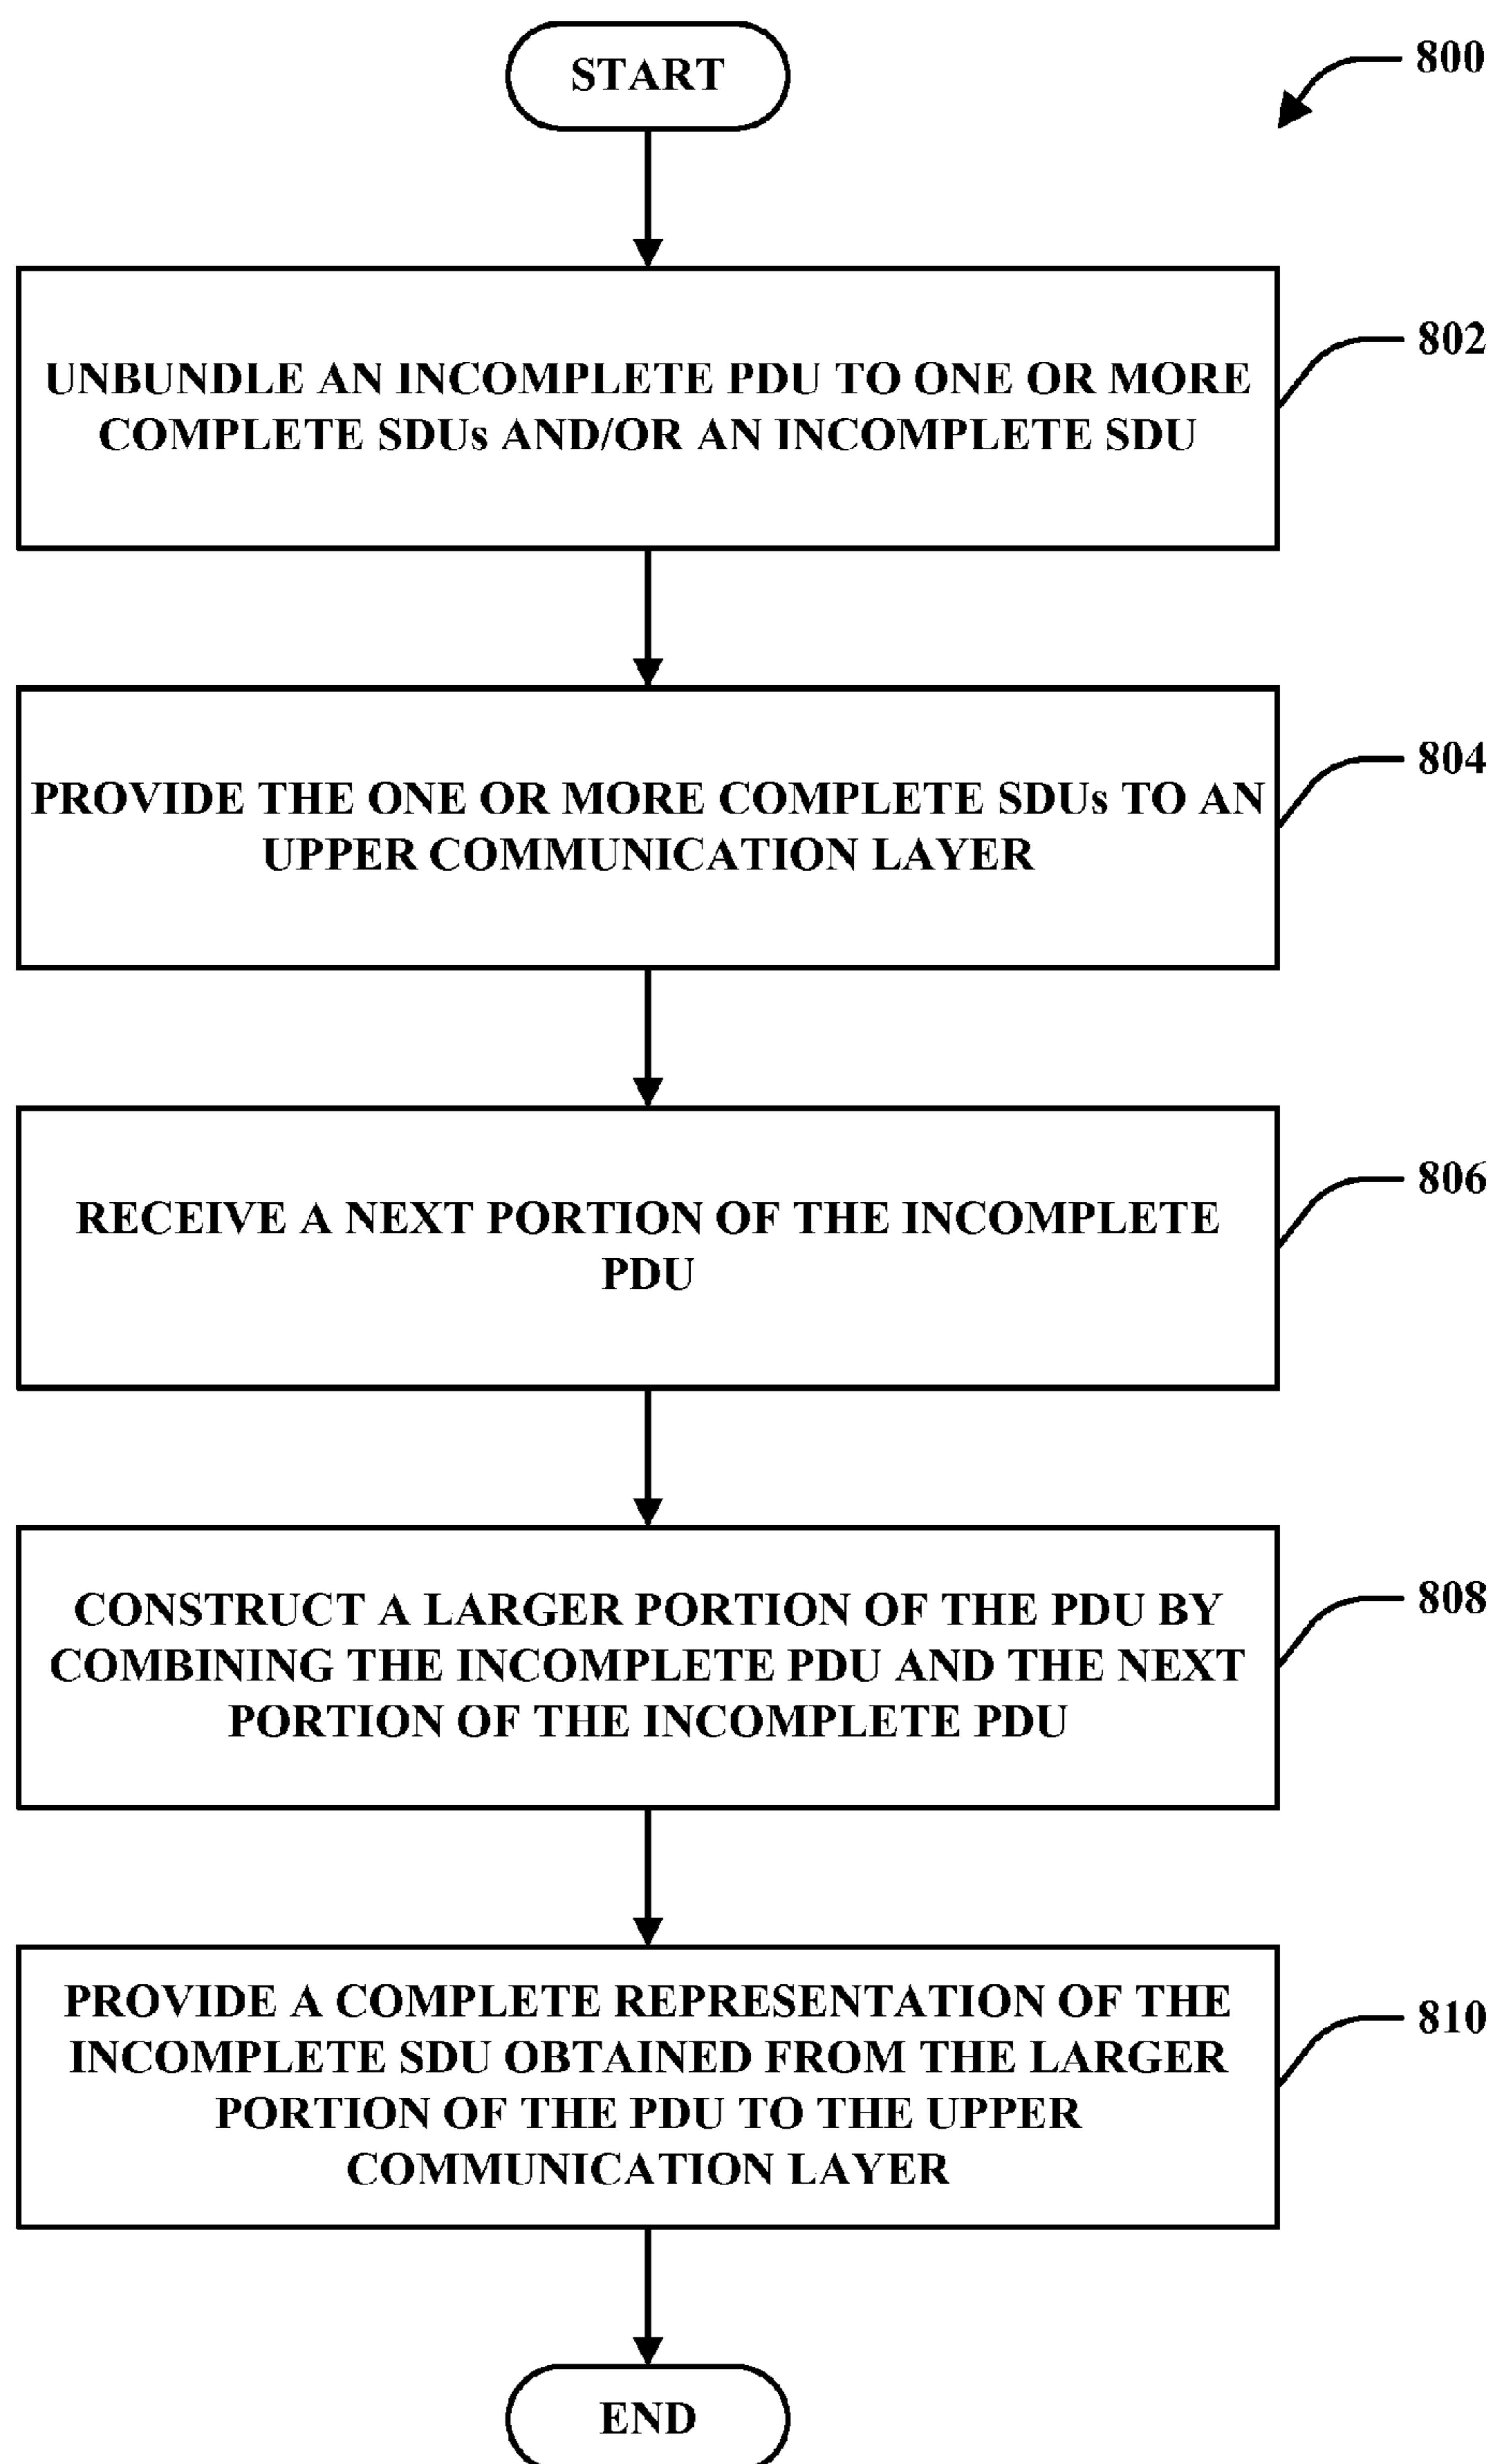 START
800
UNBUNDLE AN INCOMPLETE PDU TO ONE OR MORE
COMPLETE SDUs AND/OR AN INCOMPLETE SDU
802
PROVIDE THE ONE OR MORE COMPLETE SDUs TO AN
UPPER COMMUNICATION LAYER
804
RECEIVE A NEXT PORTION OF THE INCOMPLETE
PDU
806
CONSTRUCT A LARGER PORTION OF THE PDU BY
COMBINING THE INCOMPLETE PDU AND THE NEXT
PORTION OF THE INCOMPLETE PDU
808
PROVIDE A COMPLETE REPRESENTATION OF THE
INCOMPLETE SDU OBTAINED FROM THE LARGER
PORTION OF THE PDU TO THE UPPER
COMMUNICATION LAYER
810
END